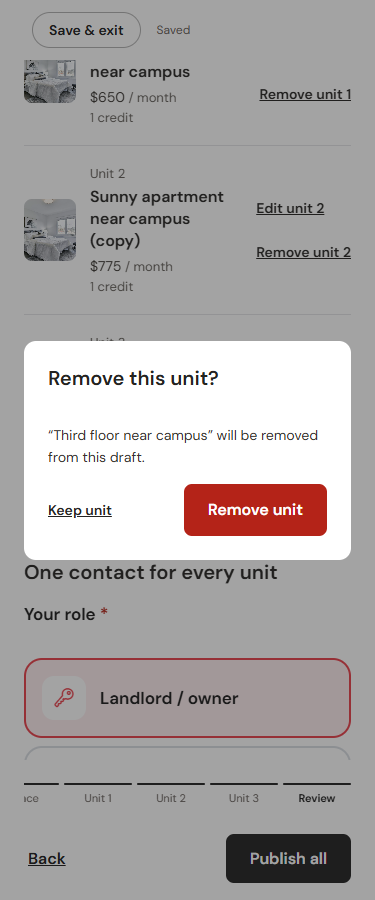 Save & exit
Saved
near campus
$650 / month
1 credit
Remove unit 1
Unit 2
Sunny apartment
near campus
(copy)
$775 / month
1 credit
Edit unit 2
Remove unit 2
Remove this unit?
“Third floor near campus” will be removed
from this draft.
Keep unit
Remove unit
One contact for every unit
Your role *
Landlord / owner
Unit 1
Unit 2
Unit 3
Review
Back
Publish all